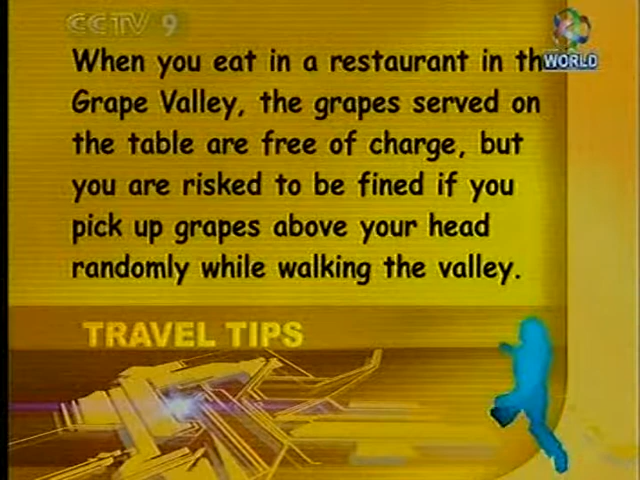 CCTV 9
When you eat in a restaurant in th
WORLD
Grape Valley, the grapes served on
the table are free of charge, but
you are risked to be fined if you
pick up grapes above your head
randomly while walking the valley.
TRAVEL TIPS